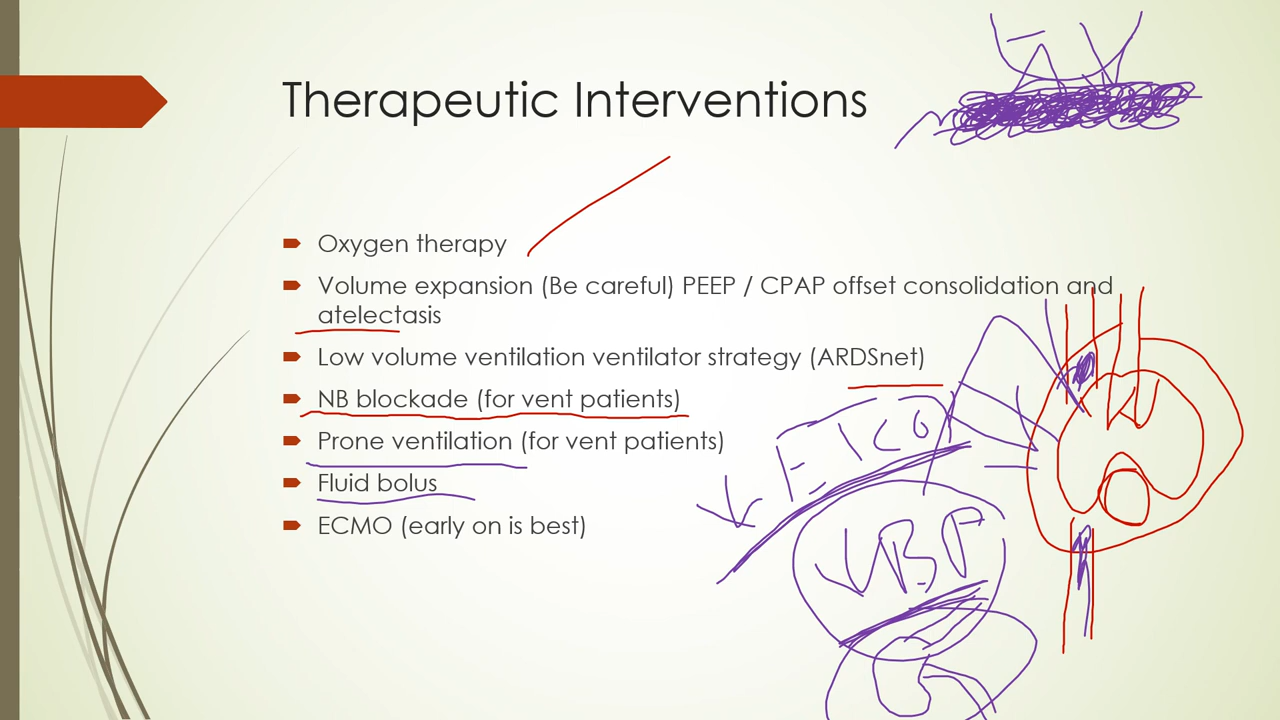 Therapeutic Interventions
Oxygen therapy
Volume expansion (Be careful) PEEP / CPAP offset consolidation and
atelectasis
Low volume ventilation ventilator strategy (ARDSnet)
NB blockade (for vent patients)
Prone ventilation (for vent patients)
Fluid bolus
ECMO (early on is best)
↓BP